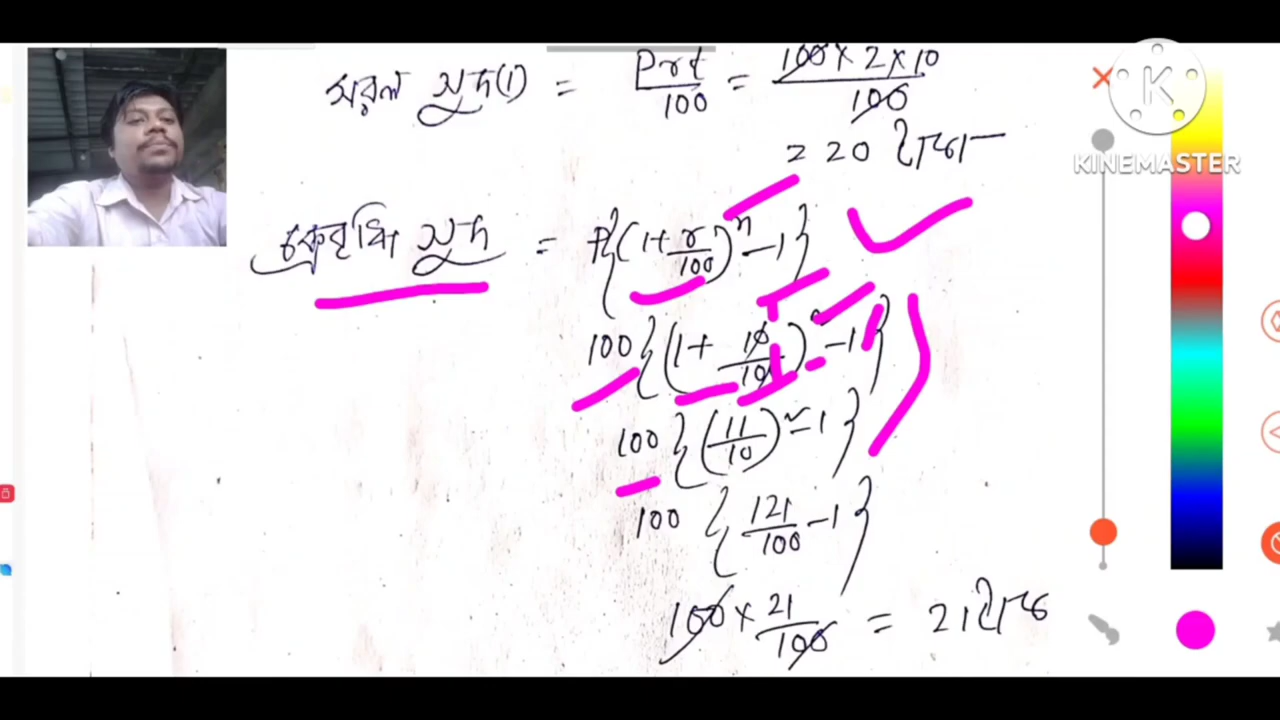 সরল সুদ(I) = Prt/100 = 100 × 2 × 10/100
= 20 টাকা
KINEMASTER
চক্রবৃদ্ধি সুদ = P{(1+r/100)^n −1}
100{(1+10/100)^2 −1}
100{(11/10)^2 −1}
100 {121/100 −1}
100 × 21/100 = 21 টাকা